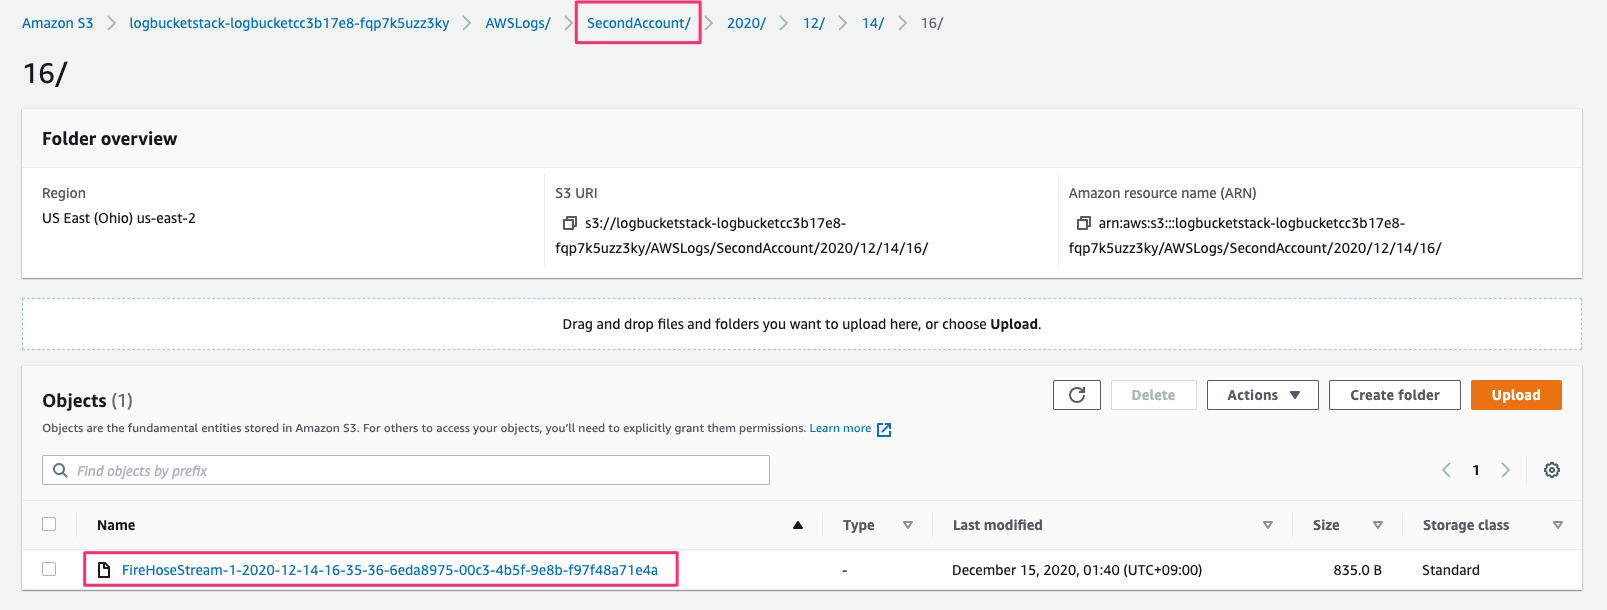 Amazon S3 > logbucketstack-logbucketcc3b17e8-fqp7k5uzz3ky > AWSLogs/ > SecondAccount/ > 2020/ > 12/ > 14/ > 16/
16/
Folder overview
Region
US East (Ohio) us-east-2
S3 URI
s3://logbucketstack-logbucketcc3b17e8-
fqp7k5uzz3ky/AWSLogs/SecondAccount/2020/12/14/16/
Amazon resource name (ARN)
arn:aws:s3:::logbucketstack-logbucketcc3b17e8-
fqp7k5uzz3ky/AWSLogs/SecondAccount/2020/12/14/16/
Drag and drop files and folders you want to upload here, or choose Upload.
Objects (1)
Delete
Actions
Create folder
Upload
Objects are the fundamental entities stored in Amazon S3. For others to access your objects, you'll need to explicitly grant them permissions. Learn more
Find objects by prefix
1
Name Type Last modified Size Storage class
FireHoseStream-1-2020-12-14-16-35-36-6eda8975-00c3-4b5f-9e8b-f97f48a71e4a - December 15, 2020, 01:40 (UTC+09:00) 835.0 B Standard